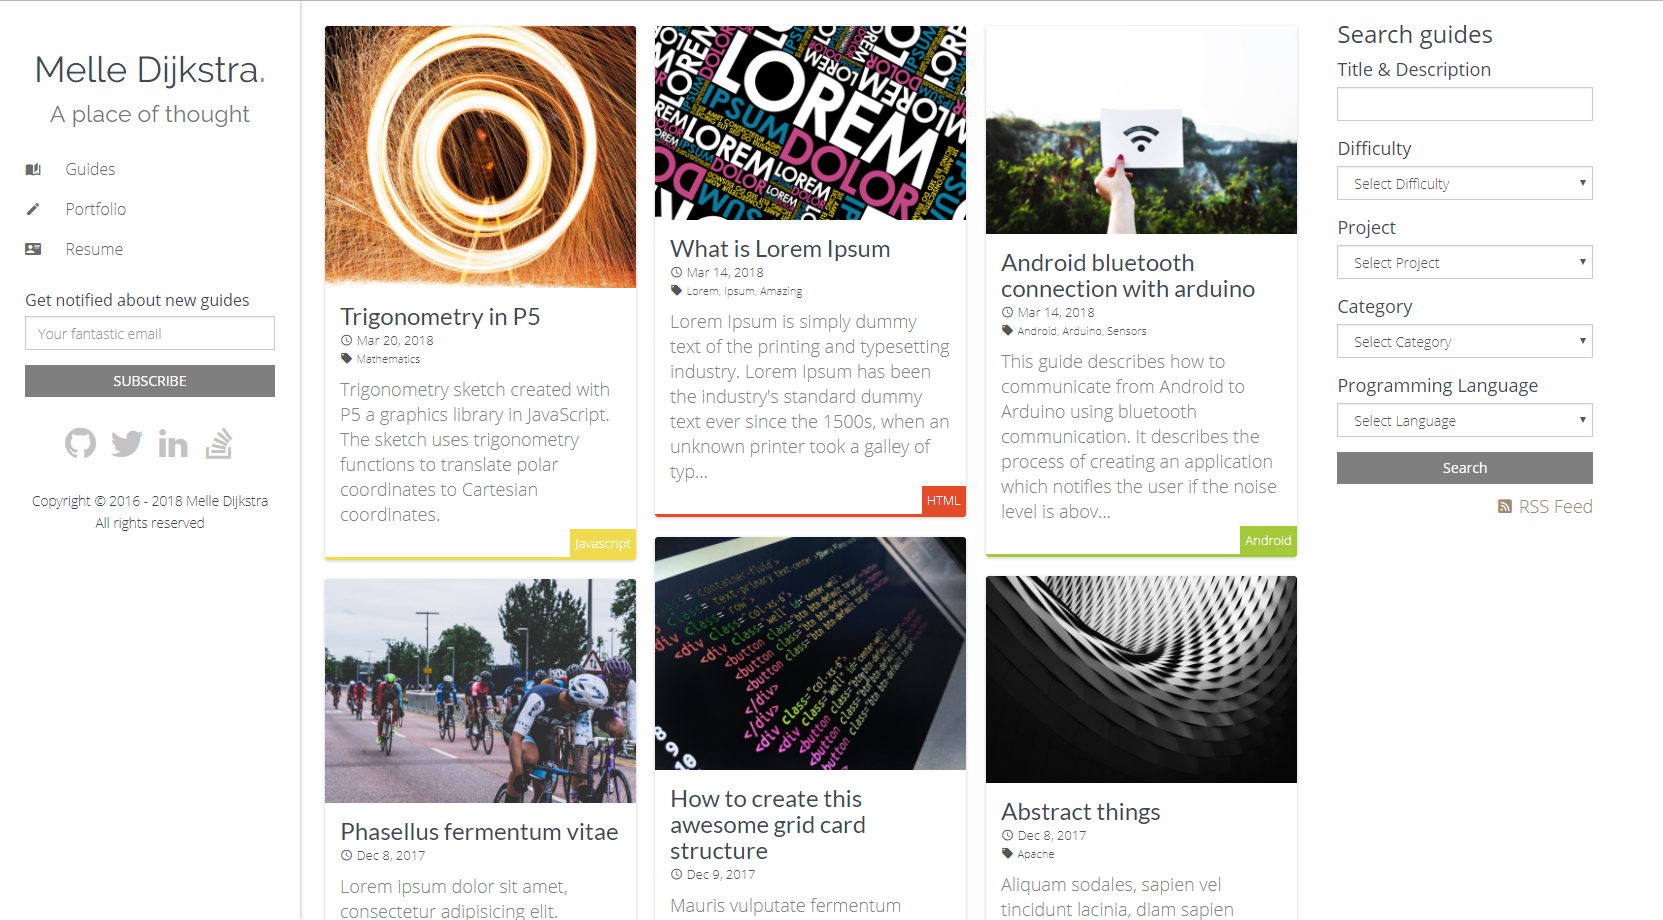 Melle Dijkstra.
A place of thought
Guides
Portfolio
Resume
Get notified about new guides
Your fantastic email
SUBSCRIBE
Copyright © 2016 - 2018 Melle Dijkstra
All rights reserved
Trigonometry in P5
Mar 20, 2018
Mathematics
Trigonometry sketch created with
P5 a graphics library in JavaScript.
The sketch uses trigonometry
functions to translate polar
coordinates to Cartesian
coordinates.
Javascript
Phasellus fermentum vitae
Dec 8, 2017
Lorem ipsum dolor sit amet,
consectetur adipisicing elit.
LOREM
IPSUM DOLOR
LOREM
What is Lorem Ipsum
Mar 14, 2018
Lorem, Ipsum, Amazing
Lorem Ipsum is simply dummy
text of the printing and typesetting
industry. Lorem Ipsum has been
the industry's standard dummy
text ever since the 1500s, when an
unknown printer took a galley of
typ...
HTML
How to create this
awesome grid card
structure
Dec 9, 2017
Mauris vulputate fermentum
Android bluetooth
connection with arduino
Mar 14, 2018
Android, Arduino, Sensors
This guide describes how to
communicate from Android to
Arduino using bluetooth
communication. It describes the
process of creating an application
which notifies the user if the noise
level is abov...
Android
Abstract things
Dec 8, 2017
Apache
Aliquam sodales, sapien vel
tincidunt lacinia, diam sapien
Search guides
Title & Description
Difficulty
Select Difficulty
Project
Select Project
Category
Select Category
Programming Language
Select Language
Search
RSS Feed